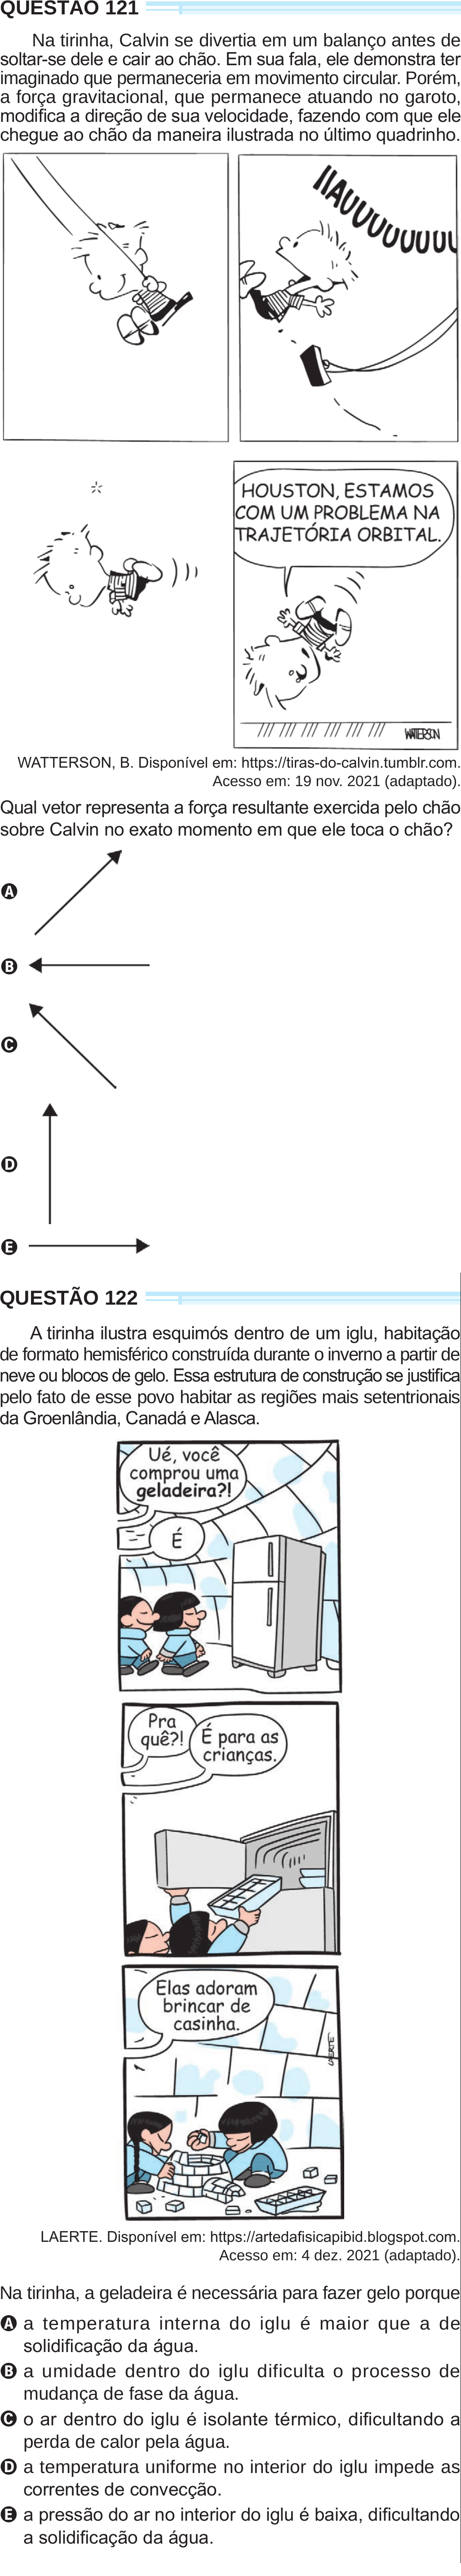 QUESTÃO 121
Na tirinha, Calvin se divertia em um balanço antes de
soltar-se dele e cair ao chão. Em sua fala, ele demonstra ter
imaginado que permaneceria em movimento circular. Porém,
a força gravitacional, que permanece atuando no garoto,
modifica a direção de sua velocidade, fazendo com que ele
chegue ao chão da maneira ilustrada no último quadrinho.
IIAUUUUUUUU
HOUSTON, ESTAMOS
COM UM PROBLEMA NA
TRAJETÓRIA ORBITAL.
WATTERSON
WATTERSON, B. Disponível em: https://tiras-do-calvin.tumblr.com.
Acesso em: 19 nov. 2021 (adaptado).
Qual vetor representa a força resultante exercida pelo chão
sobre Calvin no exato momento em que ele toca o chão?
A
B
C
D
E
QUESTÃO 122
A tirinha ilustra esquimós dentro de um iglu, habitação
de formato hemisférico construída durante o inverno a partir de
neve ou blocos de gelo. Essa estrutura de construção se justifica
pelo fato de esse povo habitar as regiões mais setentrionais
da Groenlândia, Canadá e Alasca.
Ué, você
comprou uma
geladeira?!
É
Pra
quê?!
É para as
crianças.
Elas adoram
brincar de
casinha.
LAERTE
LAERTE. Disponível em: https://artedafisicapibid.blogspot.com.
Acesso em: 4 dez. 2021 (adaptado).
Na tirinha, a geladeira é necessária para fazer gelo porque
A a temperatura interna do iglu é maior que a de
solidificação da água.
B a umidade dentro do iglu dificulta o processo de
mudança de fase da água.
C o ar dentro do iglu é isolante térmico, dificultando a
perda de calor pela água.
D a temperatura uniforme no interior do iglu impede as
correntes de convecção.
E a pressão do ar no interior do iglu é baixa, dificultando
a solidificação da água.